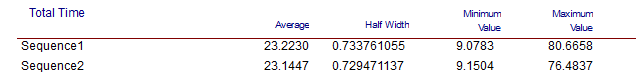 Total Time
Average Half Width Minimum Value Maximum Value
Sequence1 23.2230 0.733761055 9.0783 80.6658
Sequence2 23.1447 0.729471137 9.1504 76.4837